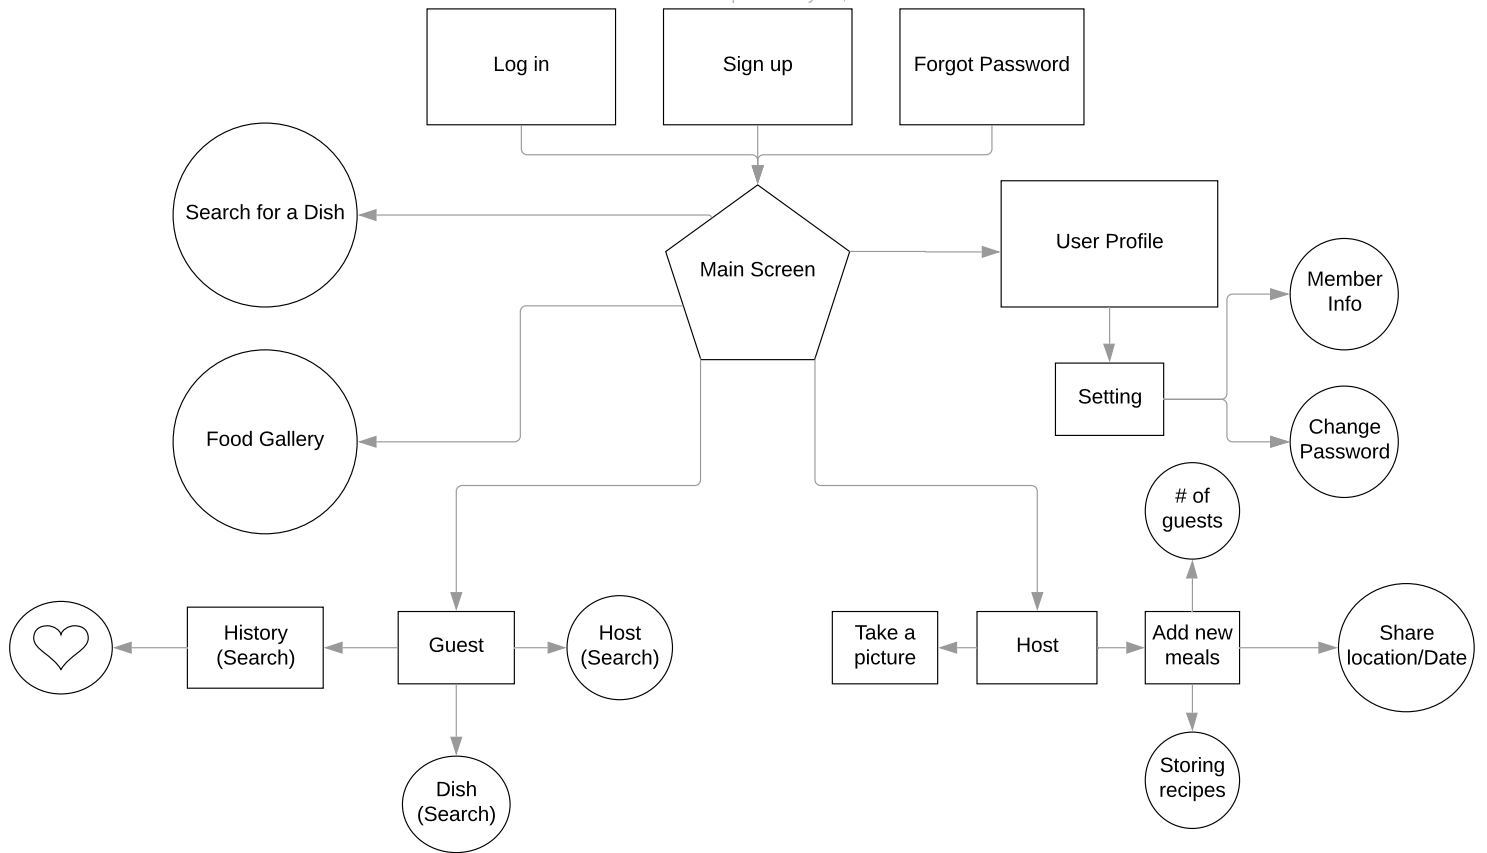 Log in
Sign up
Forgot Password
Search for a Dish
Main Screen
User Profile
Member
Info
Setting
Food Gallery
Change
Password
# of
guests
History
(Search)
Guest
Host
(Search)
Take a
picture
Host
Add new
meals
Share
location/Date
Dish
(Search)
Storing
recipes